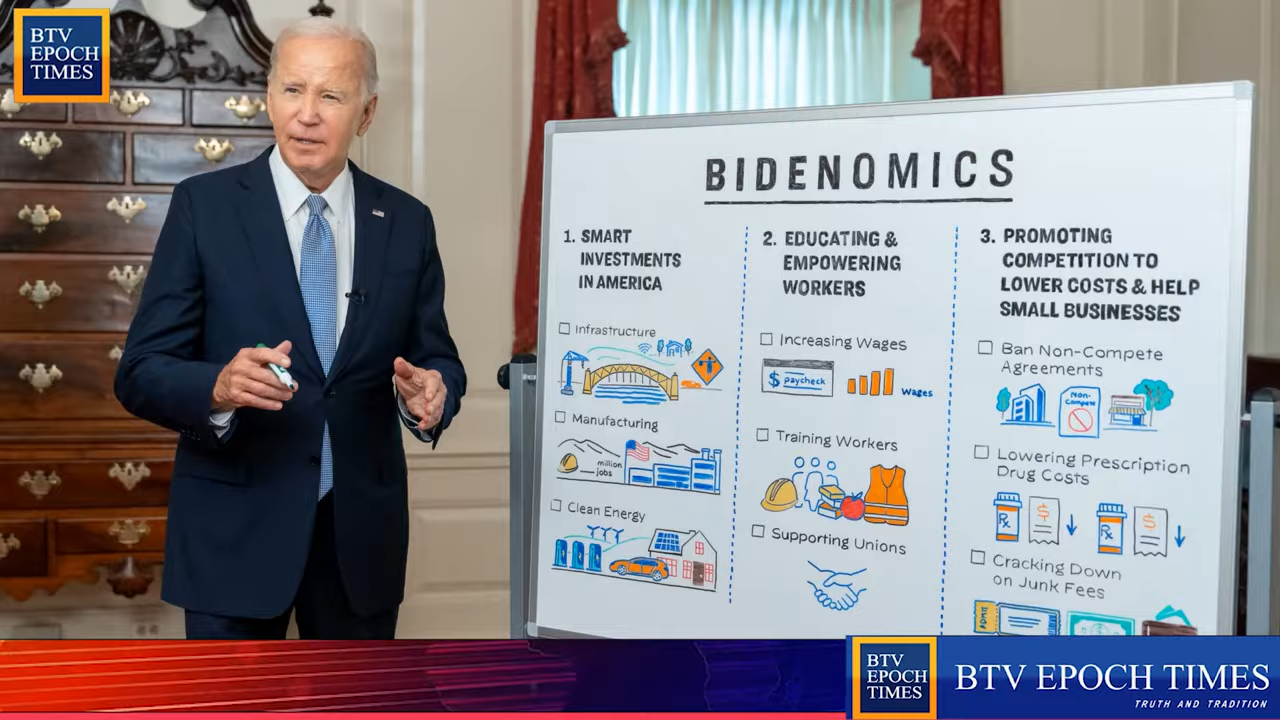 BTV
EPOCH
TIMES
BIDENOMICS
1. SMART
INVESTMENTS
IN AMERICA
Infrastructure
Manufacturing
million
jobs
Clean Energy
2. EDUCATING &
EMPOWERING
WORKERS
Increasing Wages
$ paycheck
wages
Training Workers
Supporting Unions
3. PROMOTING
COMPETITION TO
LOWER COSTS & HELP
SMALL BUSINESSES
Ban Non-Compete
Agreements
Non-
Compete
Lowering Prescription
Drug Costs
Rx
$
Rx
$
Cracking Down
on Junk Fees
BTV
EPOCH
TIMES
BTV EPOCH TIMES
TRUTH AND TRADITION